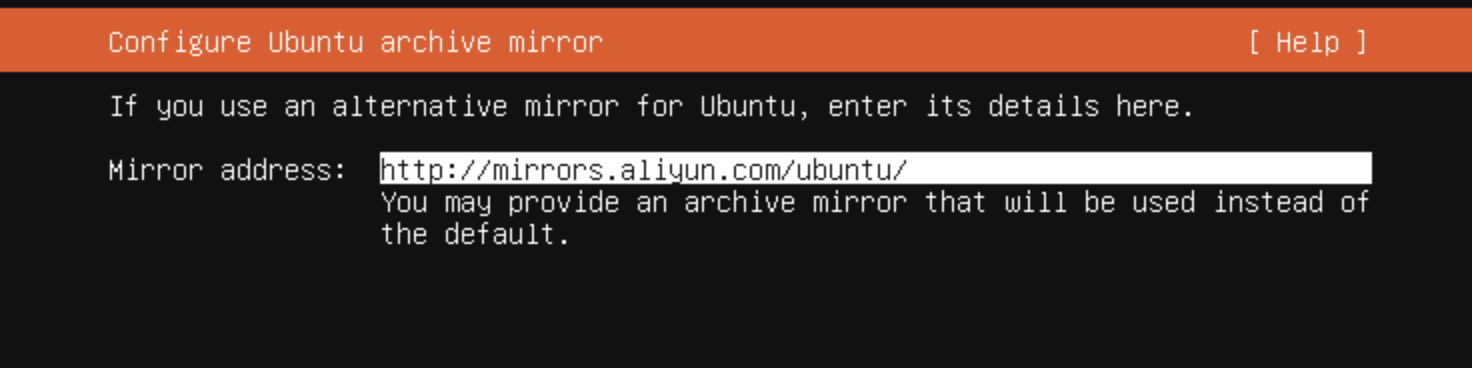 Configure Ubuntu archive mirror [ Help ]
If you use an alternative mirror for Ubuntu, enter its details here.
Mirror address: http://mirrors.aliyun.com/ubuntu/
You may provide an archive mirror that will be used instead of
the default.